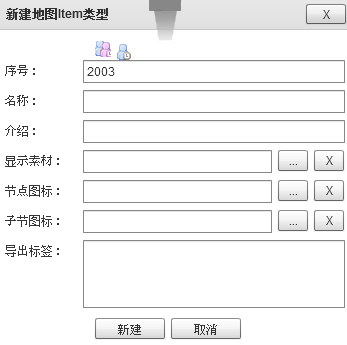 新建地图Item类型 X
序号： 2003
名称：
介绍：
显示素材： ... X
节点图标： ... X
子节图标： ... X
导出标签：
新建 取消